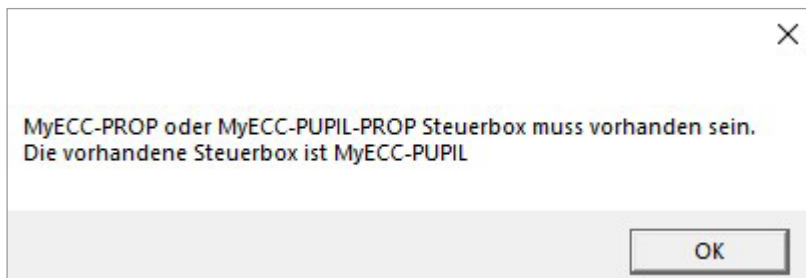 MyECC-PROP oder MyECC-PUPIL-PROP Steuerbox muss vorhanden sein.
Die vorhandene Steuerbox ist MyECC-PUPIL
OK